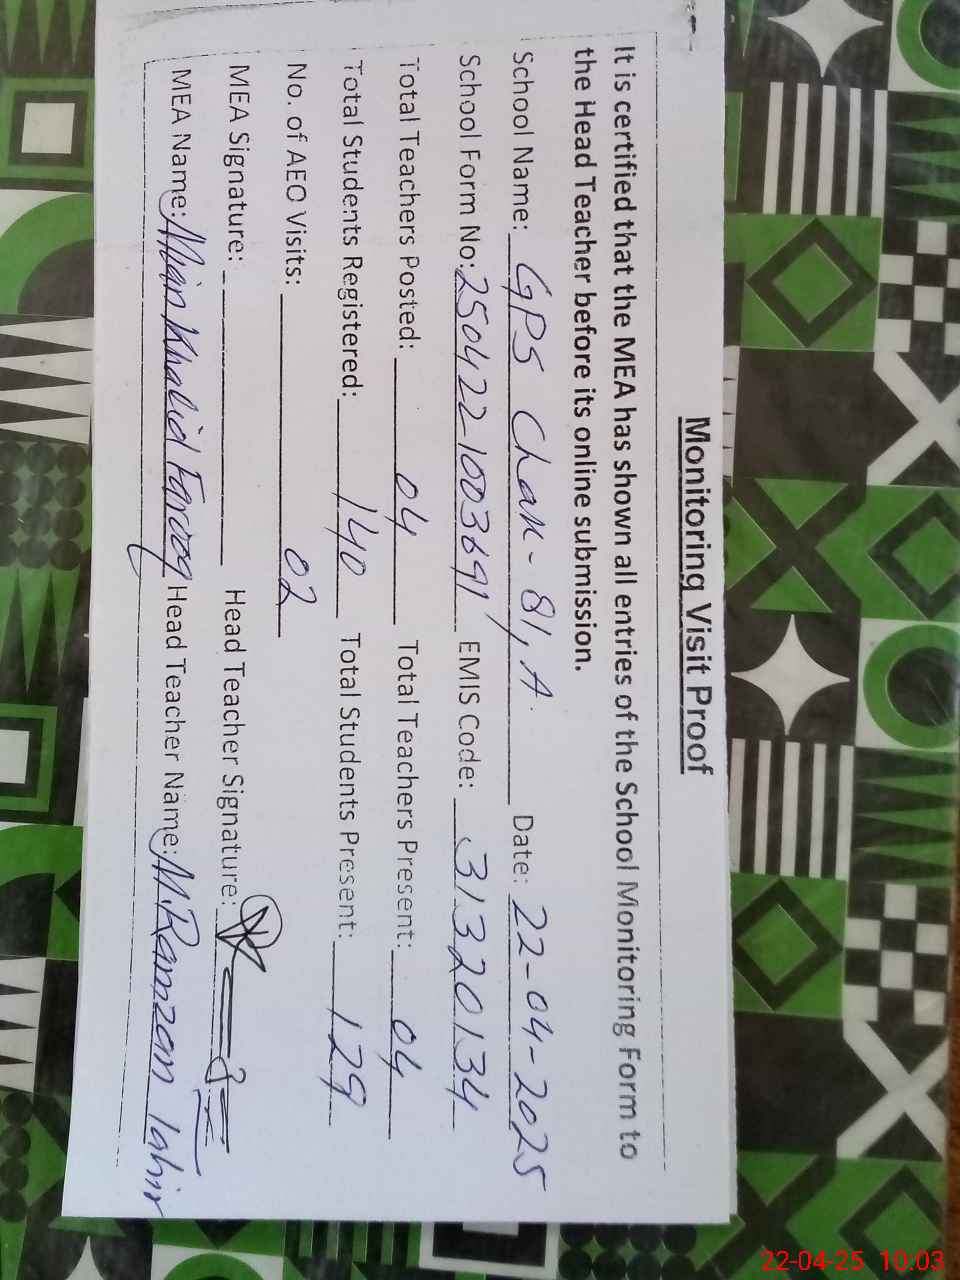 Monitoring Visit Proof
It is certified that the MEA has shown all entries of the School Monitoring Form to
the Head Teacher before its online submission.
School Name: GPS Chak-81, A. Date: 22-04-2025
School Form No: 250422-1003691 EMIS Code: 31320134
Total Teachers Posted: 04 Total Teachers Present: 04
Total Students Registered: 140 Total Students Present: 129
No. of AEO Visits: 02
MEA Signature: Head Teacher Signature:
MEA Name: Khalid Farooq Head Teacher Name: M. Ramzam Tahir
22-04-25 10:03